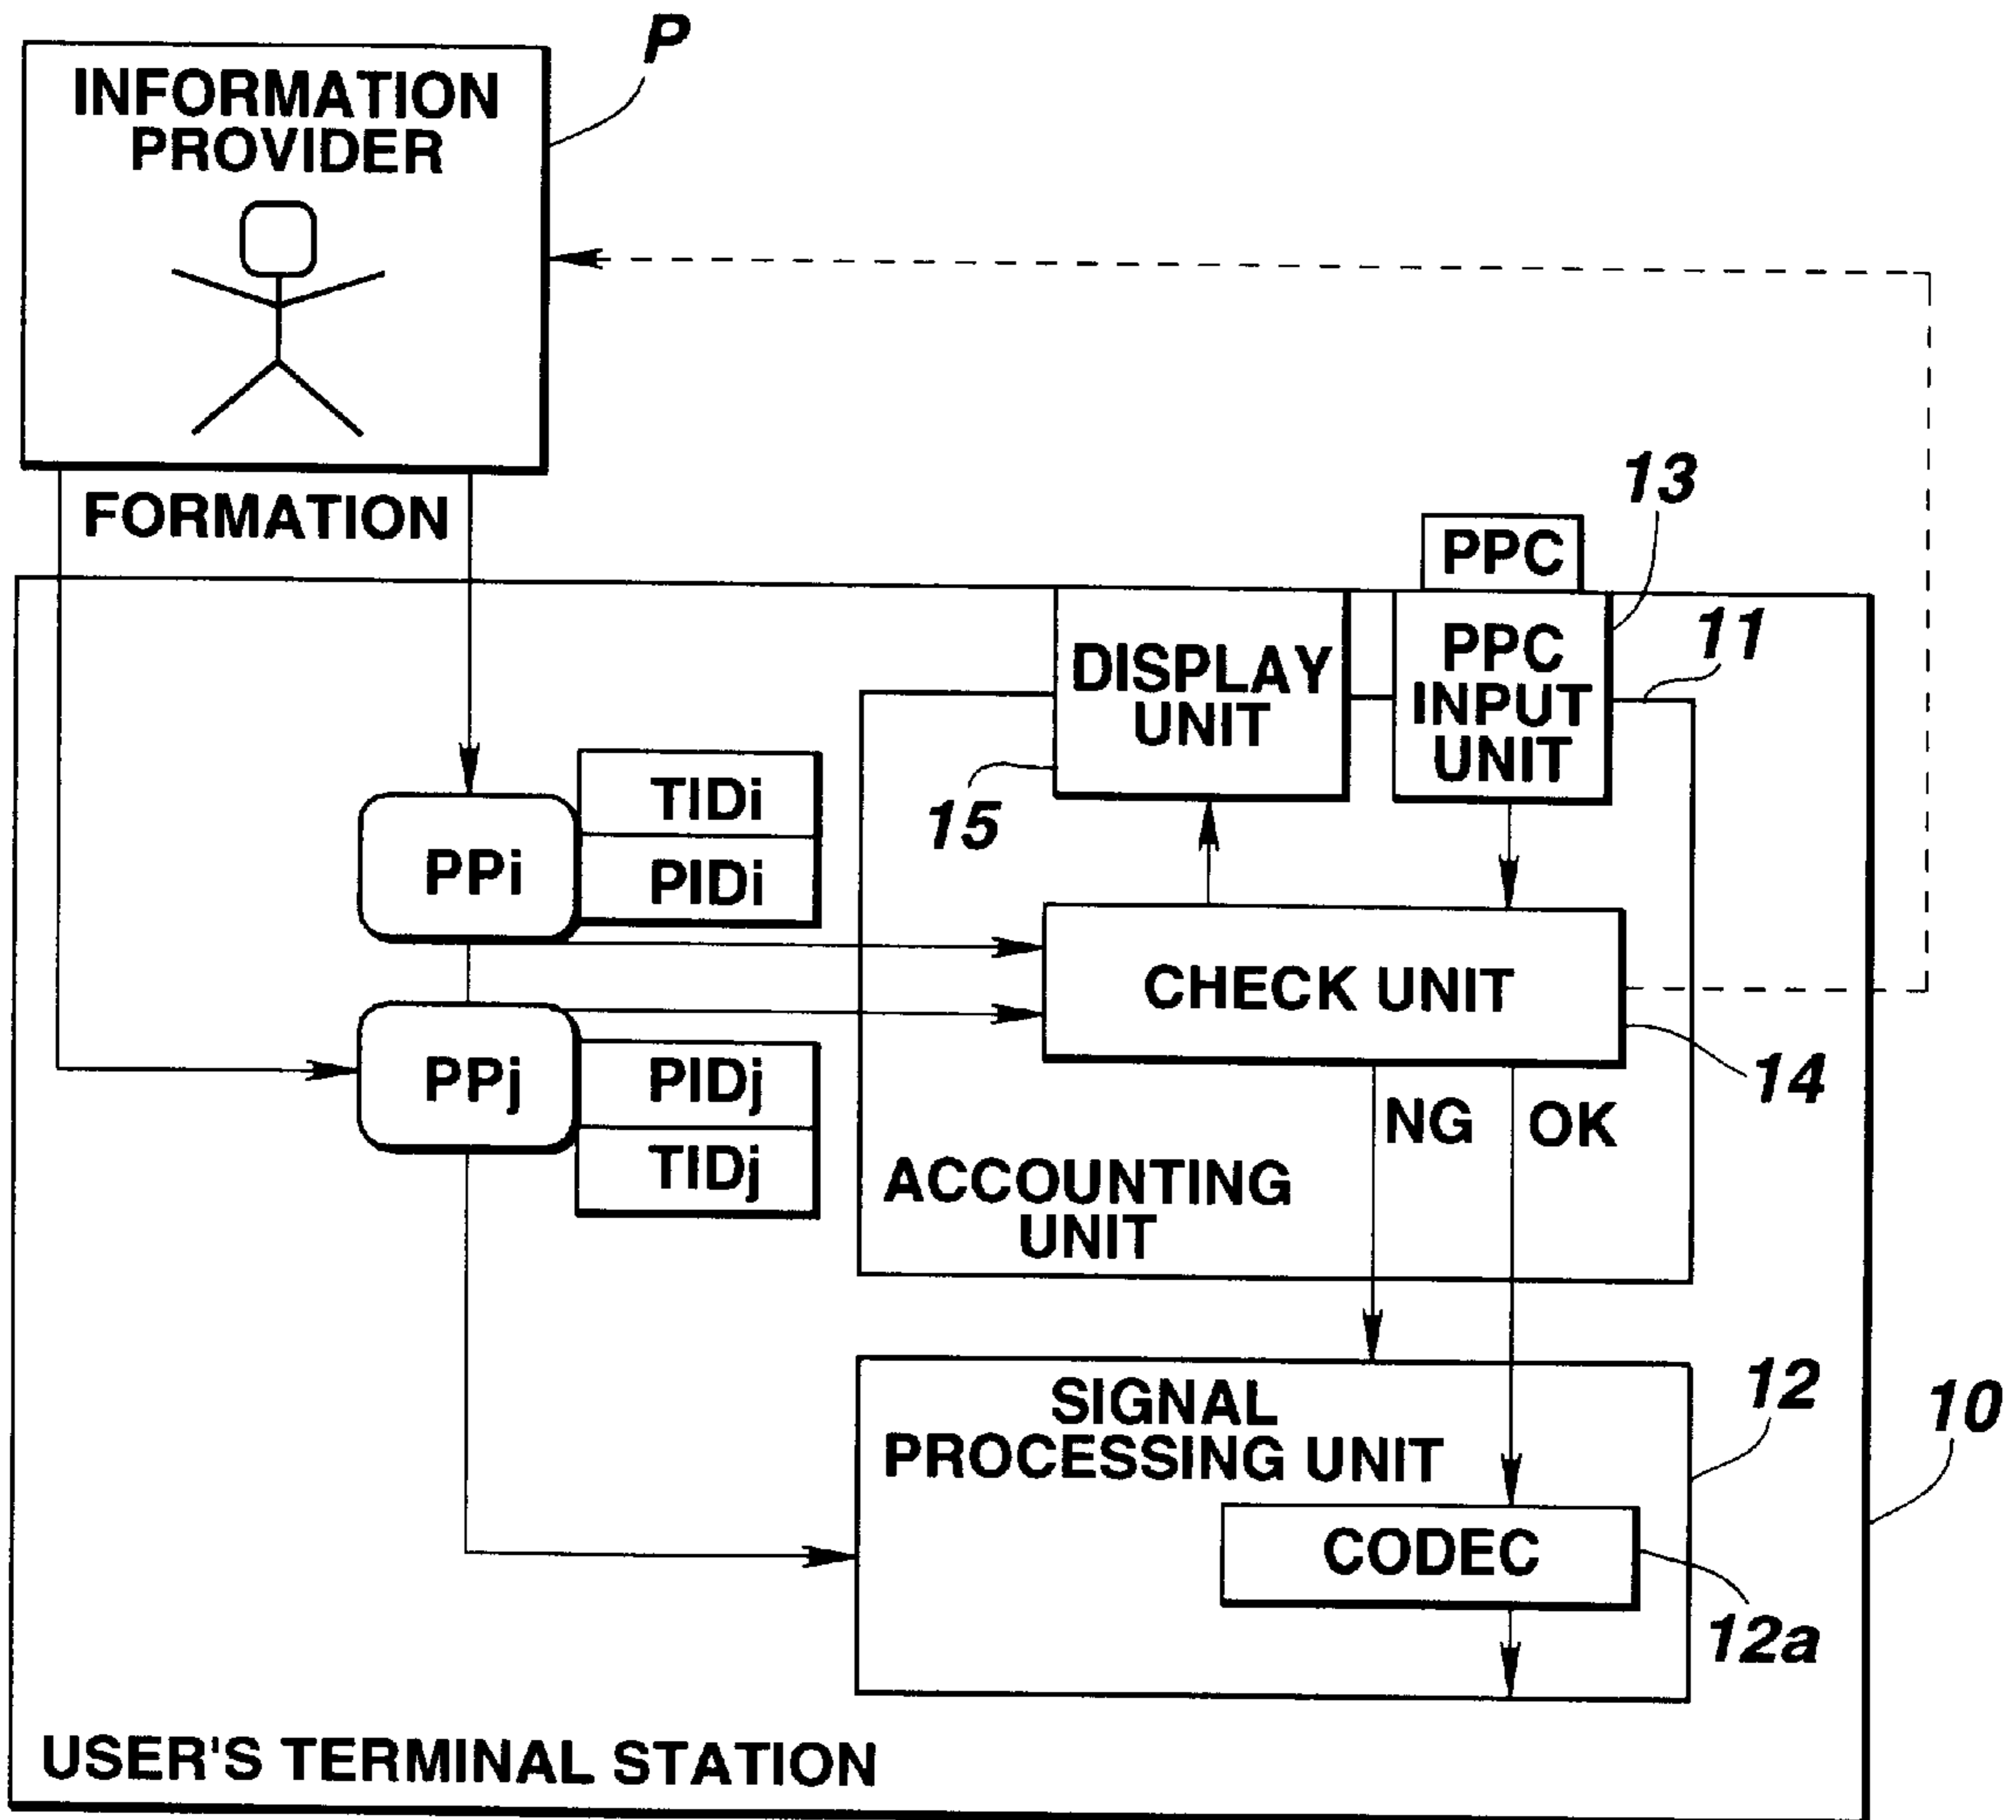 P
INFORMATION
PROVIDER
FORMATION
13
PPC
11
DISPLAY
UNIT
PPC
INPUT
UNIT
15
TIDi
PPi
PIDi
CHECK UNIT
14
PPj
PIDj
TIDj
NG
OK
ACCOUNTING
UNIT
12
10
SIGNAL
PROCESSING UNIT
CODEC
12a
USER'S TERMINAL STATION